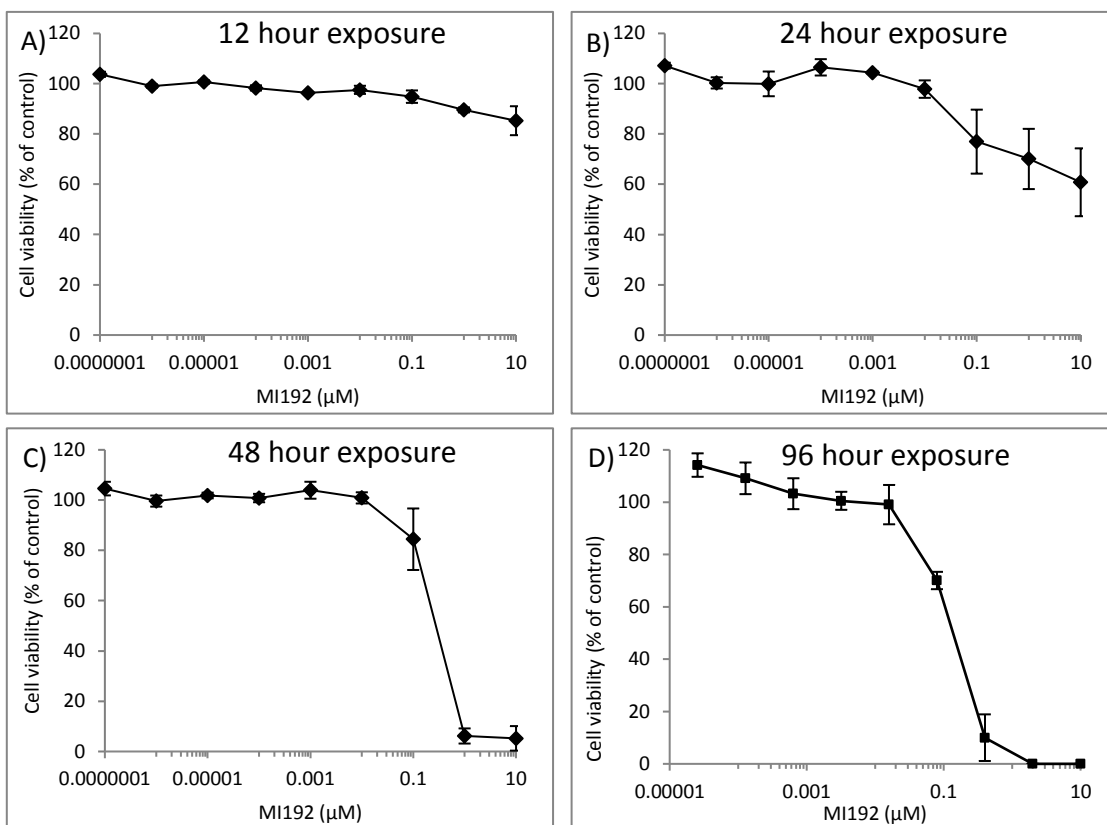 A)
12 hour exposure
Cell viability (% of control)
120
100
80
60
40
20
0
0.0000001
0.00001
0.001
0.1
10
MI192 (µM)
B)
24 hour exposure
Cell viability (% of control)
120
100
80
60
40
20
0
0.0000001
0.00001
0.001
0.1
10
MI192 (µM)
C)
48 hour exposure
Cell viability (% of control)
120
100
80
60
40
20
0
0.0000001
0.00001
0.001
0.1
10
MI192 (µM)
D)
96 hour exposure
Cell viability (% of control)
120
100
80
60
40
20
0
0.00001
0.001
0.1
10
MI192 (µM)